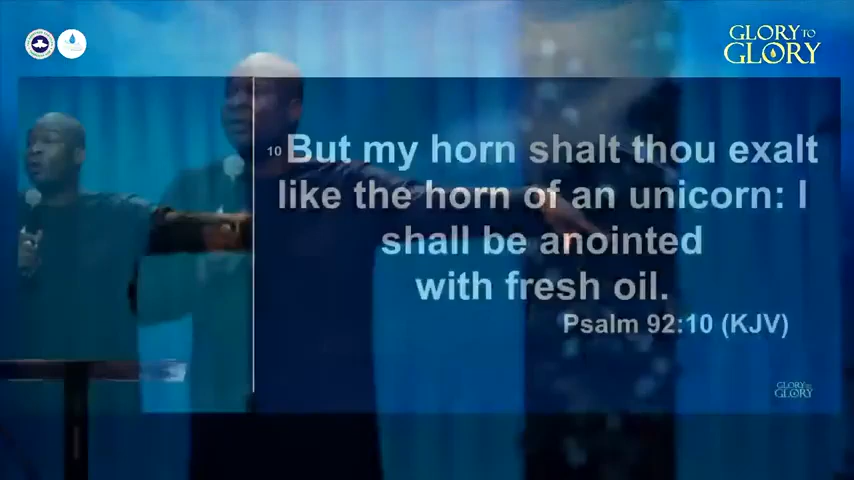 GLORY TO
GLORY
10 But my horn shalt thou exalt
like the horn of an unicorn: I
shall be anointed
with fresh oil.
Psalm 92:10 (KJV)
GLORY TO
GLORY